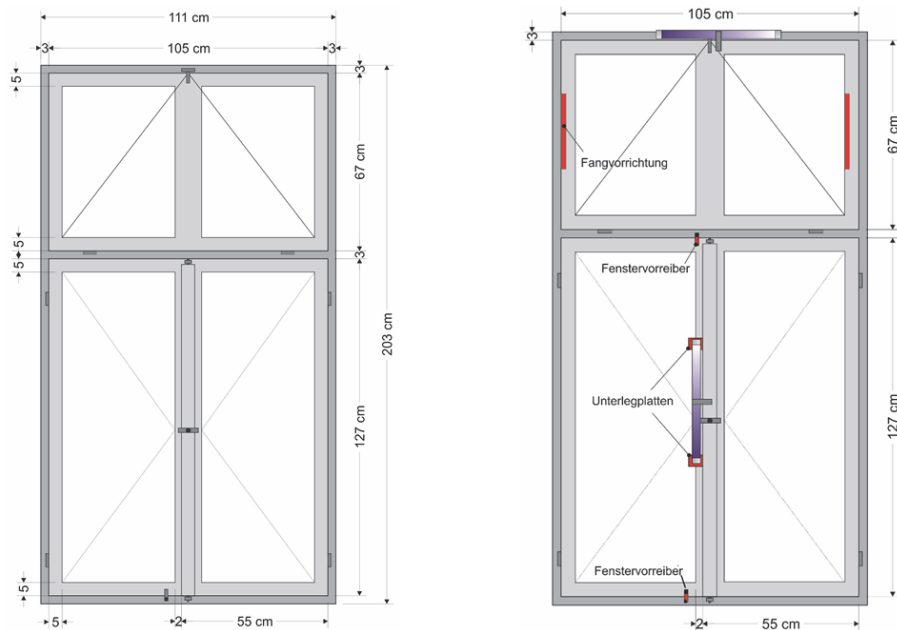 111 cm
3
105 cm
3
3
5
67 cm
5
3
5
203 cm
127 cm
5
5
2
55 cm
105 cm
3
67 cm
Fangvorrichtung
Fenstervorreiber
Unterlegplatten
127 cm
Fenstervorreiber
2
55 cm